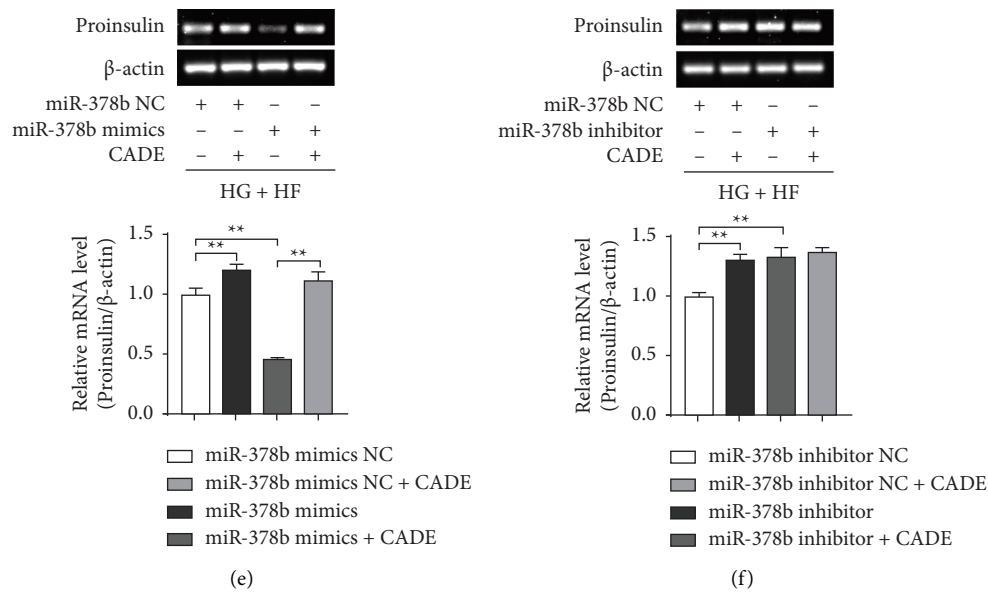 Proinsulin
β-actin
miR-378b NC + + – –
miR-378b mimics – – + +
CADE – + – +
HG + HF
Relative mRNA level
(Proinsulin/β-actin)
1.5
1.0
0.5
0.0
**
**
**
miR-378b mimics NC
miR-378b mimics NC + CADE
miR-378b mimics
miR-378b mimics + CADE
(e)
Proinsulin
β-actin
miR-378b NC + + – –
miR-378b inhibitor – – + +
CADE – + – +
HG + HF
Relative mRNA level
(Proinsulin/β-actin)
1.5
1.0
0.5
0.0
**
**
miR-378b inhibitor NC
miR-378b inhibitor NC + CADE
miR-378b inhibitor
miR-378b inhibitor + CADE
(f)